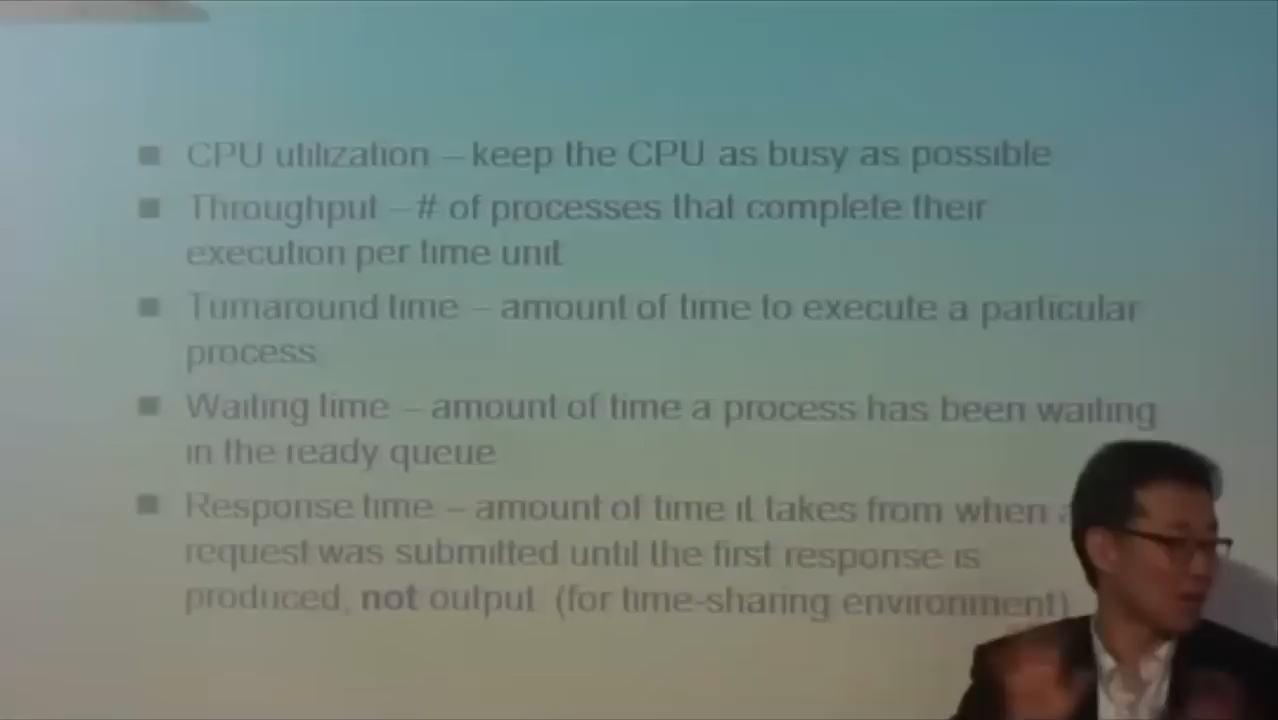 CPU utilization – keep the CPU as busy as possible
Throughput – # of processes that complete their
execution per time unit
Turnaround time – amount of time to execute a particular
process
Waiting time – amount of time a process has been waiting
in the ready queue
Response time – amount of time it takes from when a
request was submitted until the first response is
produced, not output (for time-sharing environment)